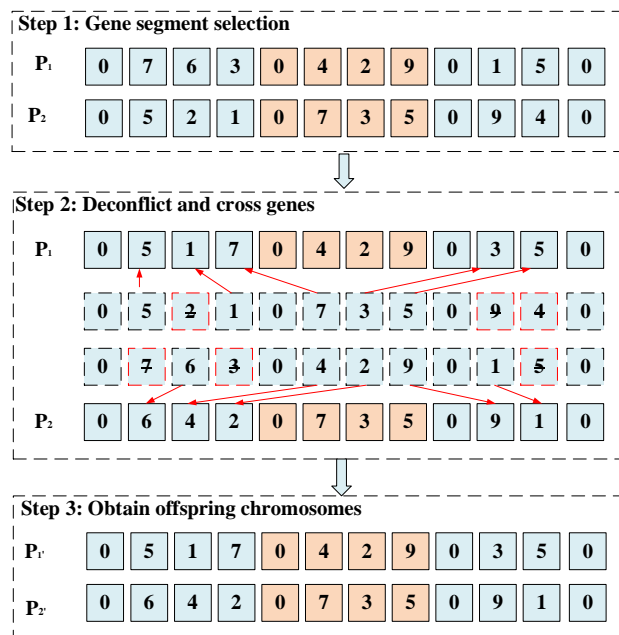 Step 1: Gene segment selection
P1 0 7 6 3 0 4 2 9 0 1 5 0
P2 0 5 2 1 0 7 3 5 0 9 4 0
Step 2: Deconflict and cross genes
P1 0 5 1 7 0 4 2 9 0 3 5 0
0 5 2 1 0 7 3 5 0 9 4 0
0 7 6 3 0 4 2 9 0 1 5 0
P2 0 6 4 2 0 7 3 5 0 9 1 0
Step 3: Obtain offspring chromosomes
P1' 0 5 1 7 0 4 2 9 0 3 5 0
P2' 0 6 4 2 0 7 3 5 0 9 1 0